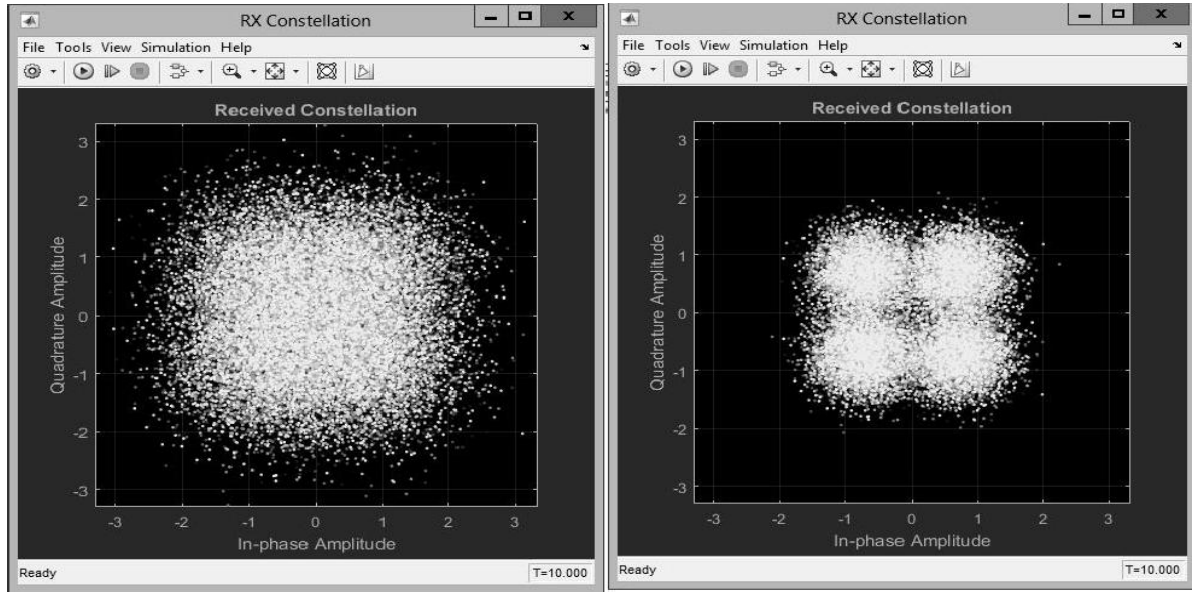 RX Constellation
File Tools View Simulation Help
Received Constellation
Quadrature Amplitude
3
2
1
0
-1
-2
-3
-3 -2 -1 0 1 2 3
In-phase Amplitude
Ready T=10.000
RX Constellation
File Tools View Simulation Help
Received Constellation
Quadrature Amplitude
3
2
1
0
-1
-2
-3
-3 -2 -1 0 1 2 3
In-phase Amplitude
Ready T=10.000